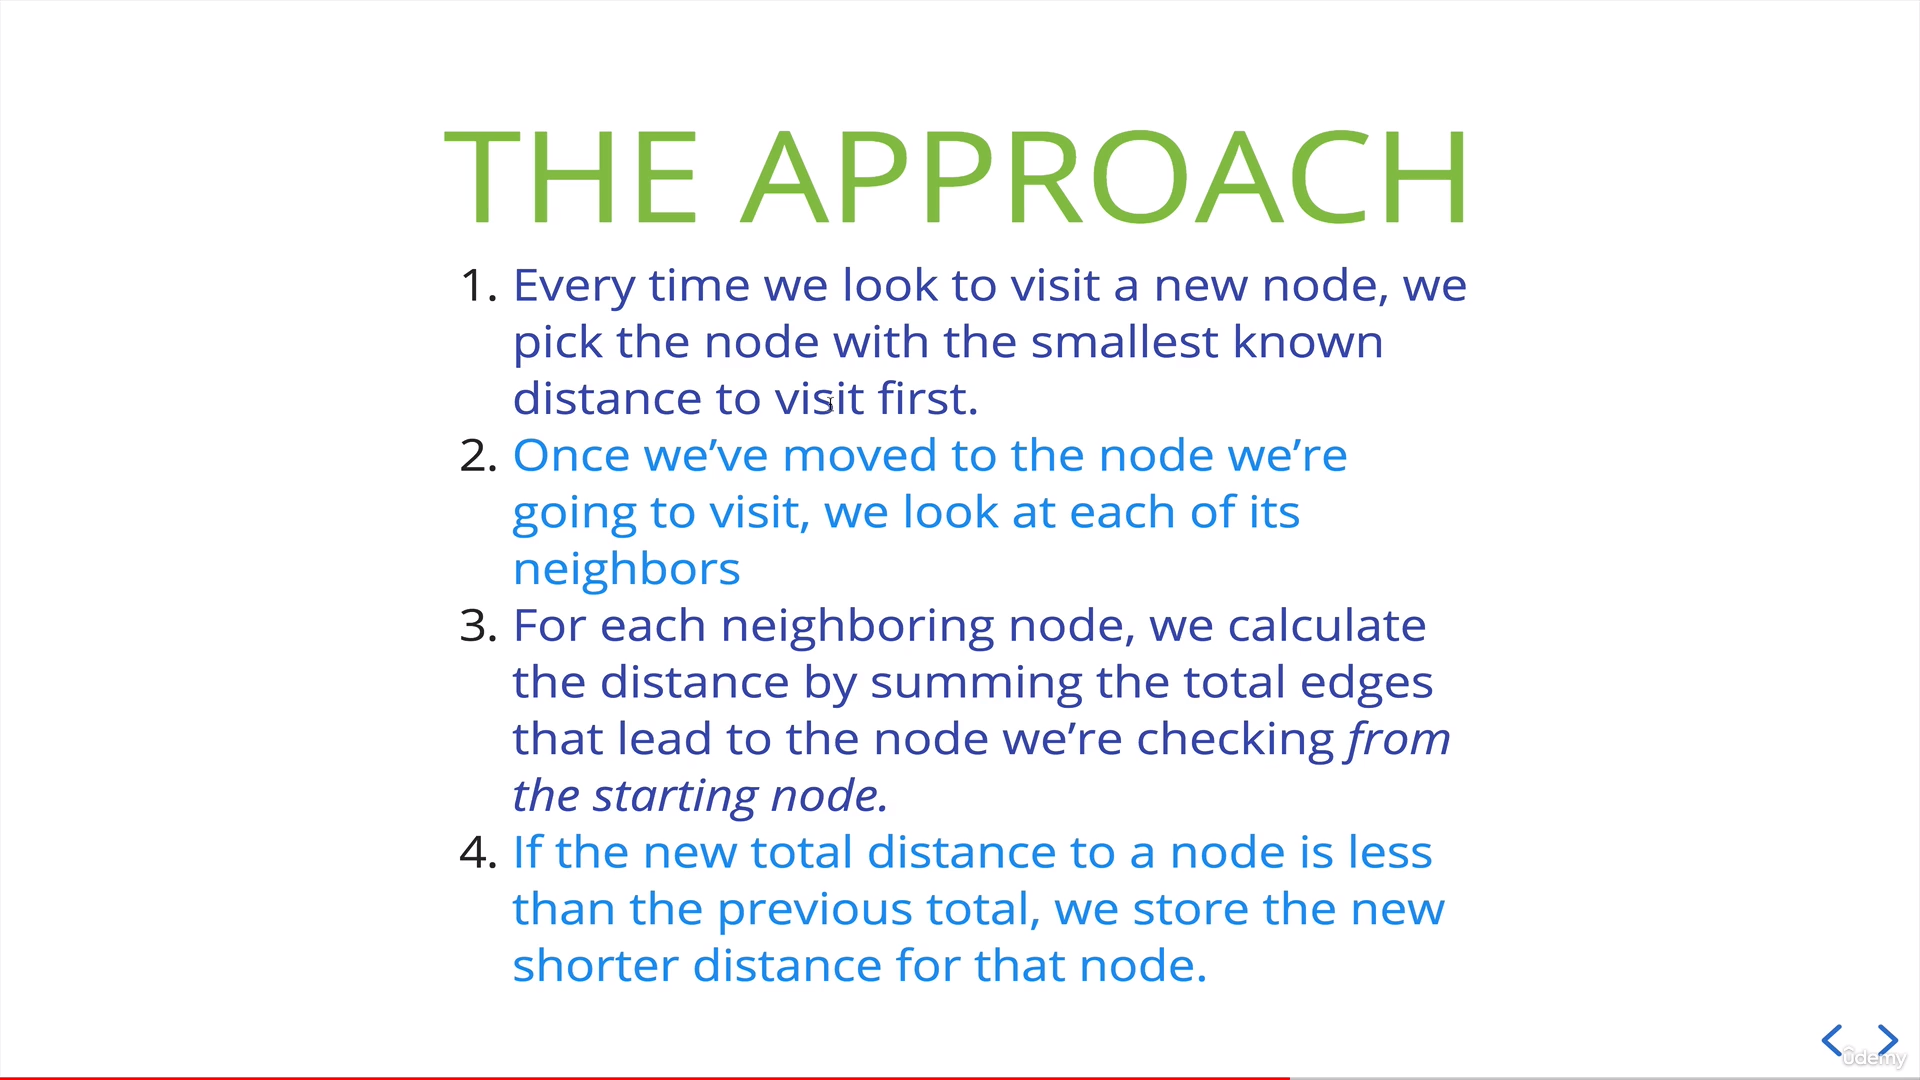 THE APPROACH
1. Every time we look to visit a new node, we
pick the node with the smallest known
distance to visit first.
2. Once we’ve moved to the node we’re
going to visit, we look at each of its
neighbors
3. For each neighboring node, we calculate
the distance by summing the total edges
that lead to the node we’re checking from
the starting node.
4. If the new total distance to a node is less
than the previous total, we store the new
shorter distance for that node.
ûdemy